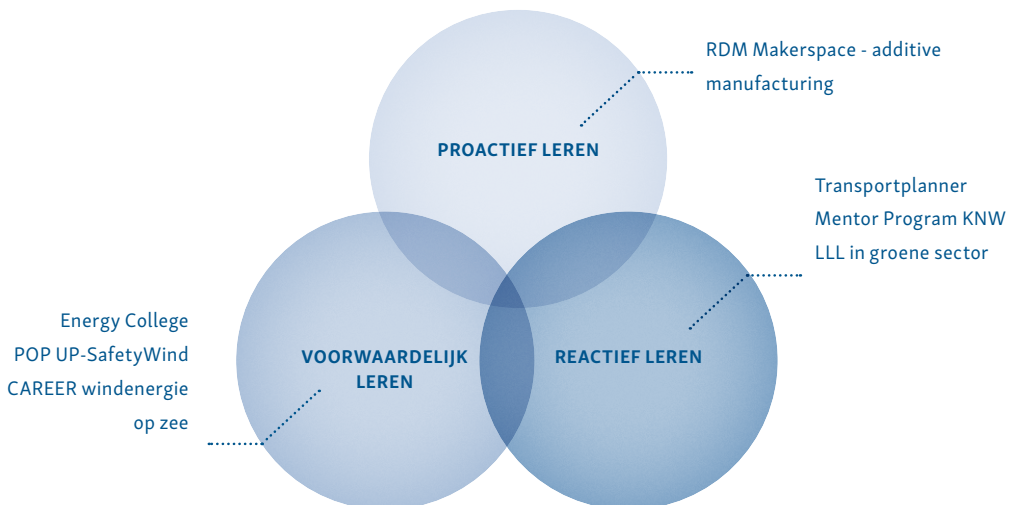 RDM Makerspace - additive
manufacturing
PROACTIEF LEREN
Transportplanner
Mentor Program KNW
LLL in groene sector
Energy College
POP UP-SafetyWind
CAREER windenergie
op zee
VOORWAARDELIJK
LEREN
REACTIEF LEREN